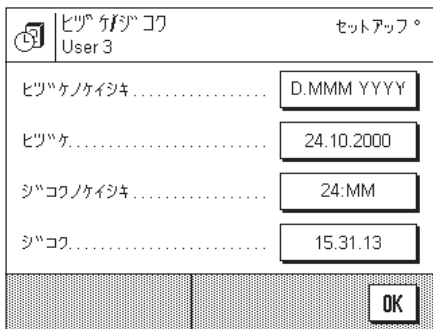 ヒヅケ/ジコク セットアップ
User 3
ヒヅケノケイシキ................. D.MMM YYYY
ヒヅケ......................... 24.10.2000
ジコクノケイシキ................. 24:MM
ジコク......................... 15.31.13
OK